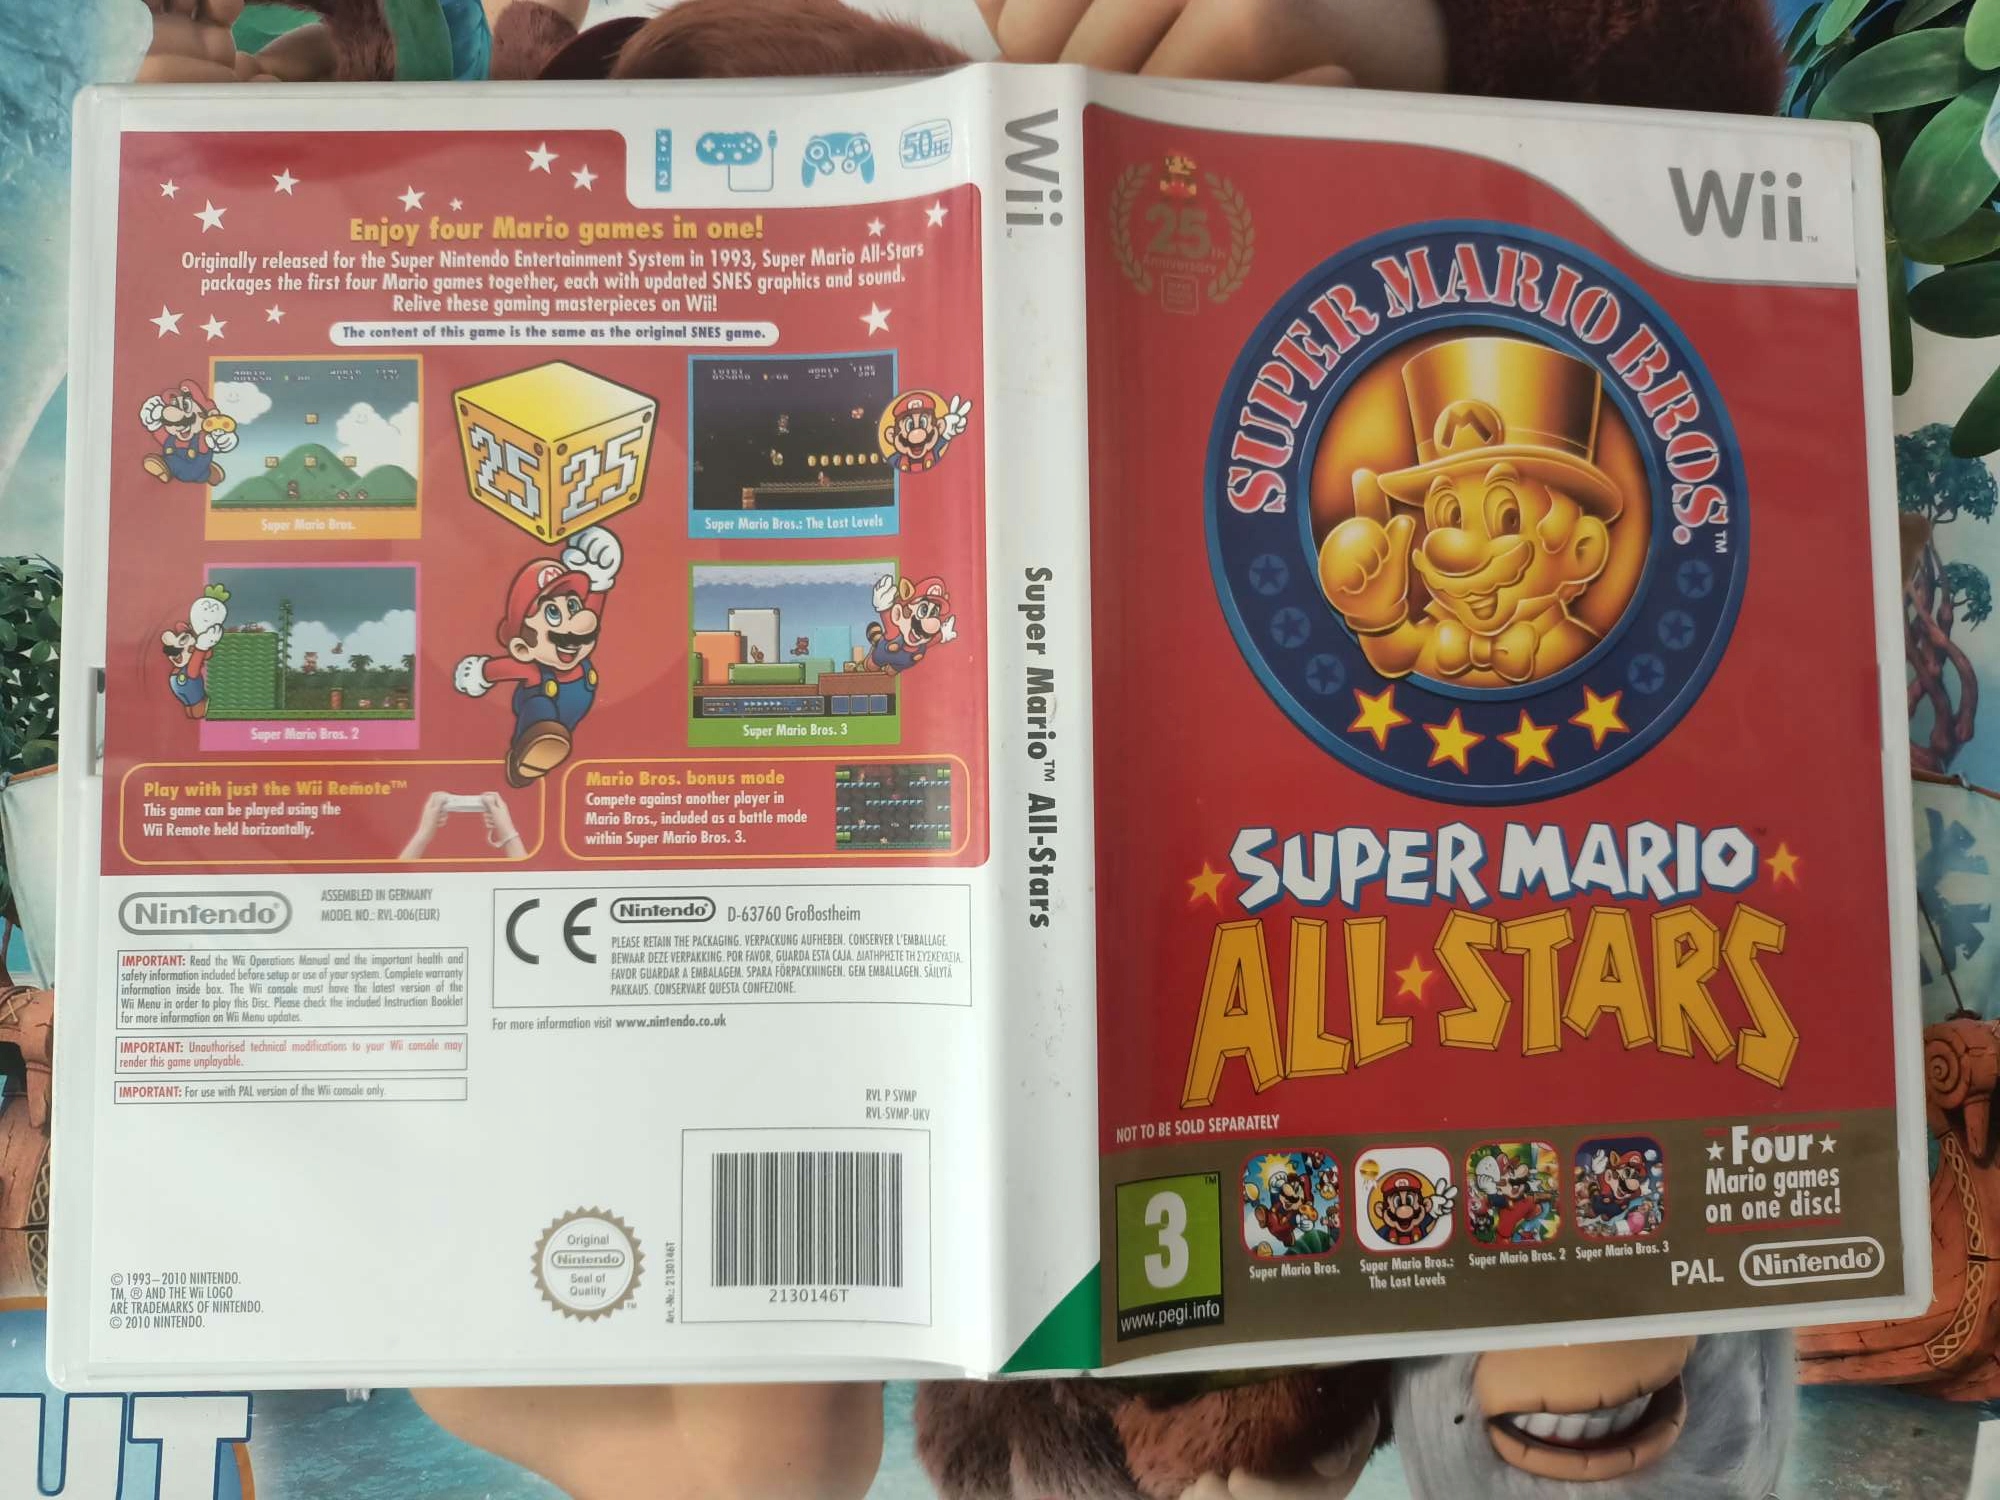 2
50Hz
Enjoy four Mario games in one!
Originally released for the Super Nintendo Entertainment System in 1993, Super Mario All-Stars
packages the first four Mario games together, each with updated SNES graphics and sound.
Relive these gaming masterpieces on Wii!
The content of this game is the same as the original SNES game.
25 25
Super Mario Bros.
Super Mario Bros.: The Lost Levels
Super Mario Bros. 2
Super Mario Bros. 3
Play with just the Wii Remote™
This game can be played using the
Wii Remote held horizontally.
Mario Bros. bonus mode
Compete against another player in
Mario Bros., included as a battle mode
within Super Mario Bros. 3.
Nintendo®
ASSEMBLED IN GERMANY
MODEL NO.: RVL-006(EUR)
IMPORTANT: Read the Wii Operations Manual and the important health and
safety information included before setup or use of your system. Complete warranty
information inside box. The Wii console must have the latest version of the
Wii Menu in order to play this Disc. Please check the included Instruction Booklet
for more information on Wii Menu updates.
IMPORTANT: Unauthorised technical modifications to your Wii console may
render this game unplayable.
IMPORTANT: For use with PAL version of the Wii console only.
CE Nintendo® D-63760 Großostheim
PLEASE RETAIN THE PACKAGING. VERPACKUNG AUFHEBEN. CONSERVER L'EMBALLAGE.
BEWAAR DEZE VERPAKKING. POR FAVOR, GUARDA ESTA CAJA. ΔΙΑΤΗΡΗΣΤΕ ΤΗ ΣΥΣΚΕΥΑΣΙΑ.
FAVOR GUARDAR A EMBALAGEM. SPARA FÖRPACKNINGEN. GEM EMBALLAGEN. SÄILYTÄ
PAKKAUS. CONSERVARE QUESTA CONFEZIONE.
For more information visit www.nintendo.co.uk
RVL P SVMP
RVL-SVMP-UKV
Original
Nintendo
Seal of
Quality
TM
Art.-No.: 2130146T
2130146T
© 1993–2010 NINTENDO.
TM, ® AND THE Wii LOGO
ARE TRADEMARKS OF NINTENDO.
© 2010 NINTENDO.
Wii™
Super Mario™ All-Stars
25th
Anniversary
Wii™
SUPER MARIO BROS.™
M
SUPER MARIO
ALL★STARS
NOT TO BE SOLD SEPARATELY
3™
www.pegi.info
Super Mario Bros.
Super Mario Bros.:
The Lost Levels
Super Mario Bros. 2
Super Mario Bros. 3
★Four★
Mario games
on one disc!
PAL Nintendo®
UT